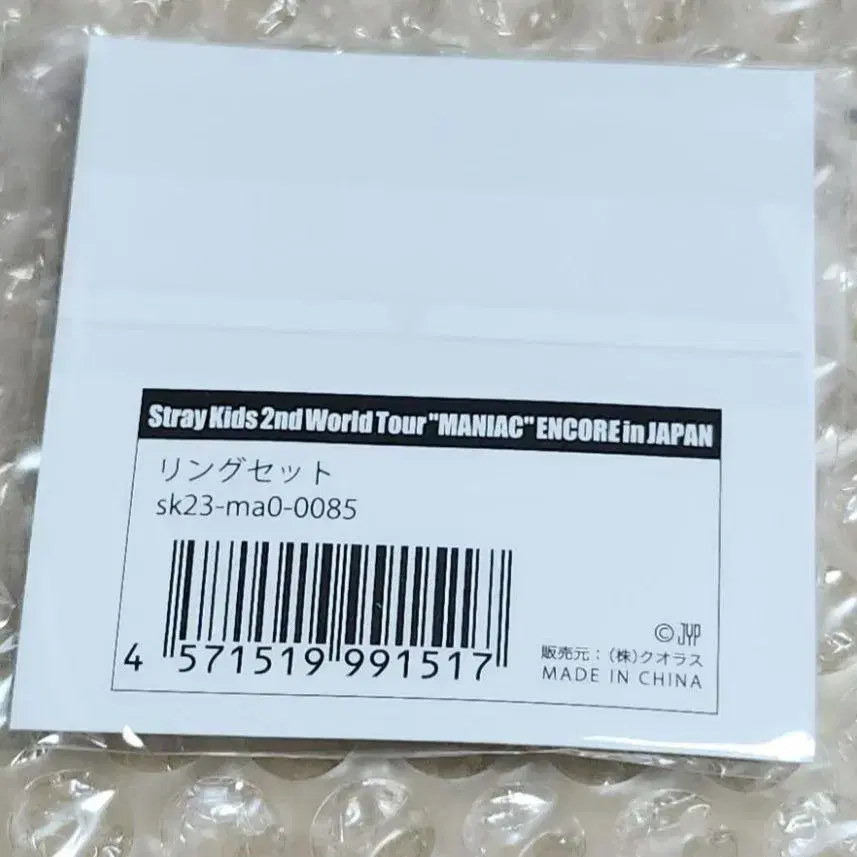 Stray Kids 2nd World Tour "MANIAC" ENCORE in JAPAN
リングセット
sk23-ma0-0085
4 571519 991517
© JYP
販売元：(株)クオラス
MADE IN CHINA